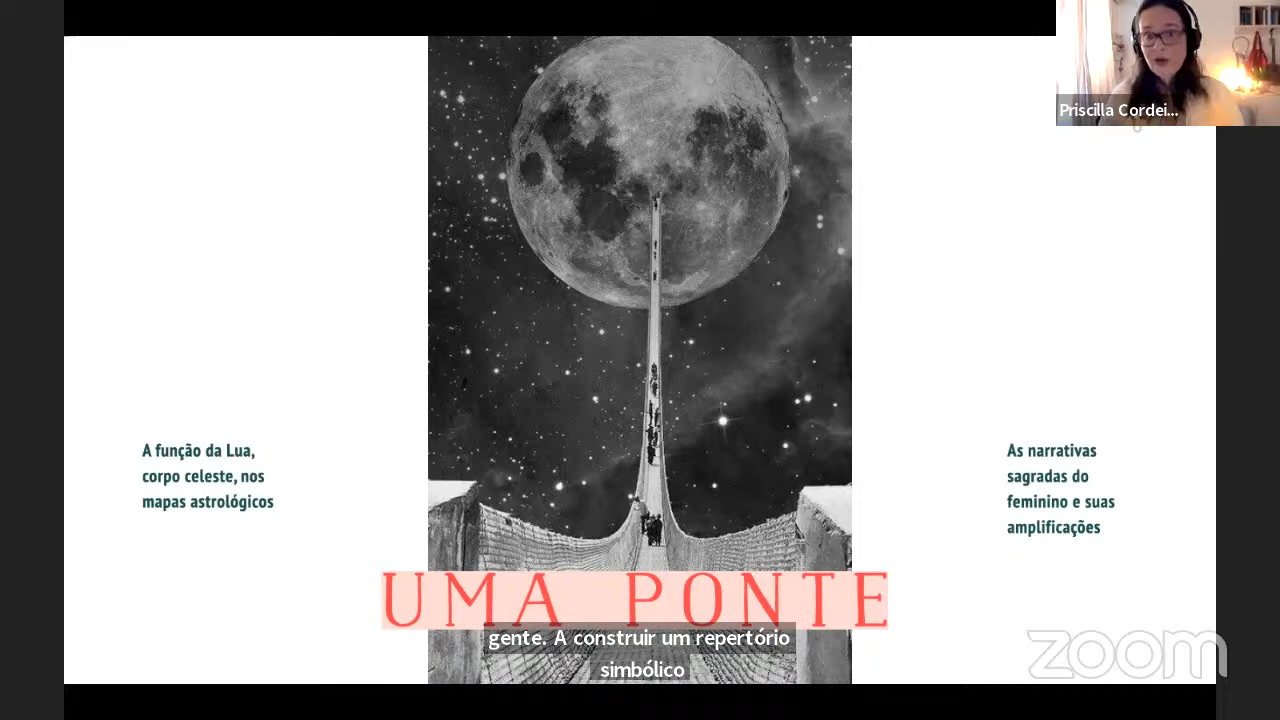 Priscilla Cordei...
A função da Lua,
corpo celeste, nos
mapas astrológicos
As narrativas
sagradas do
feminino e suas
amplificações
UMA PONTE
gente. A construir um repertório
simbólico
zoom